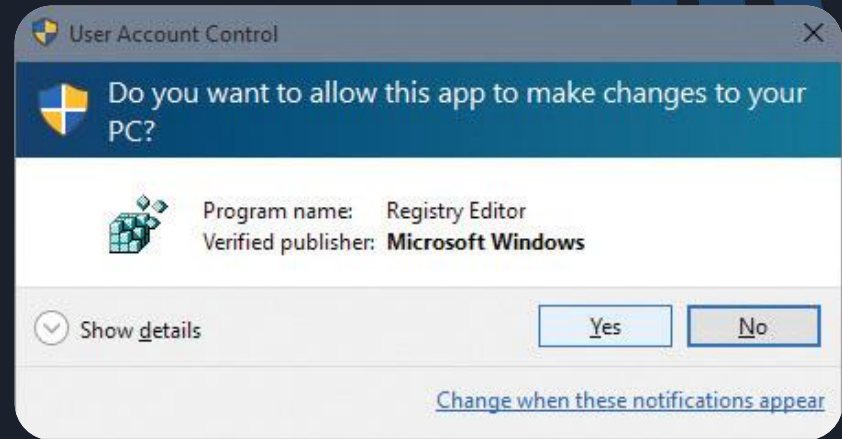 User Account Control
Do you want to allow this app to make changes to your
PC?
Program name: Registry Editor
Verified publisher: Microsoft Windows
Show details
Yes
No
Change when these notifications appear